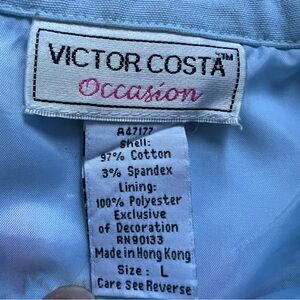 VICTOR COSTA™
Occasion
A47177
Shell:
97% Cotton
3% Spandex
Lining:
100% Polyester
Exclusive
of Decoration
RN90133
Made in Hong Kong
Size: L
Care See Reverse